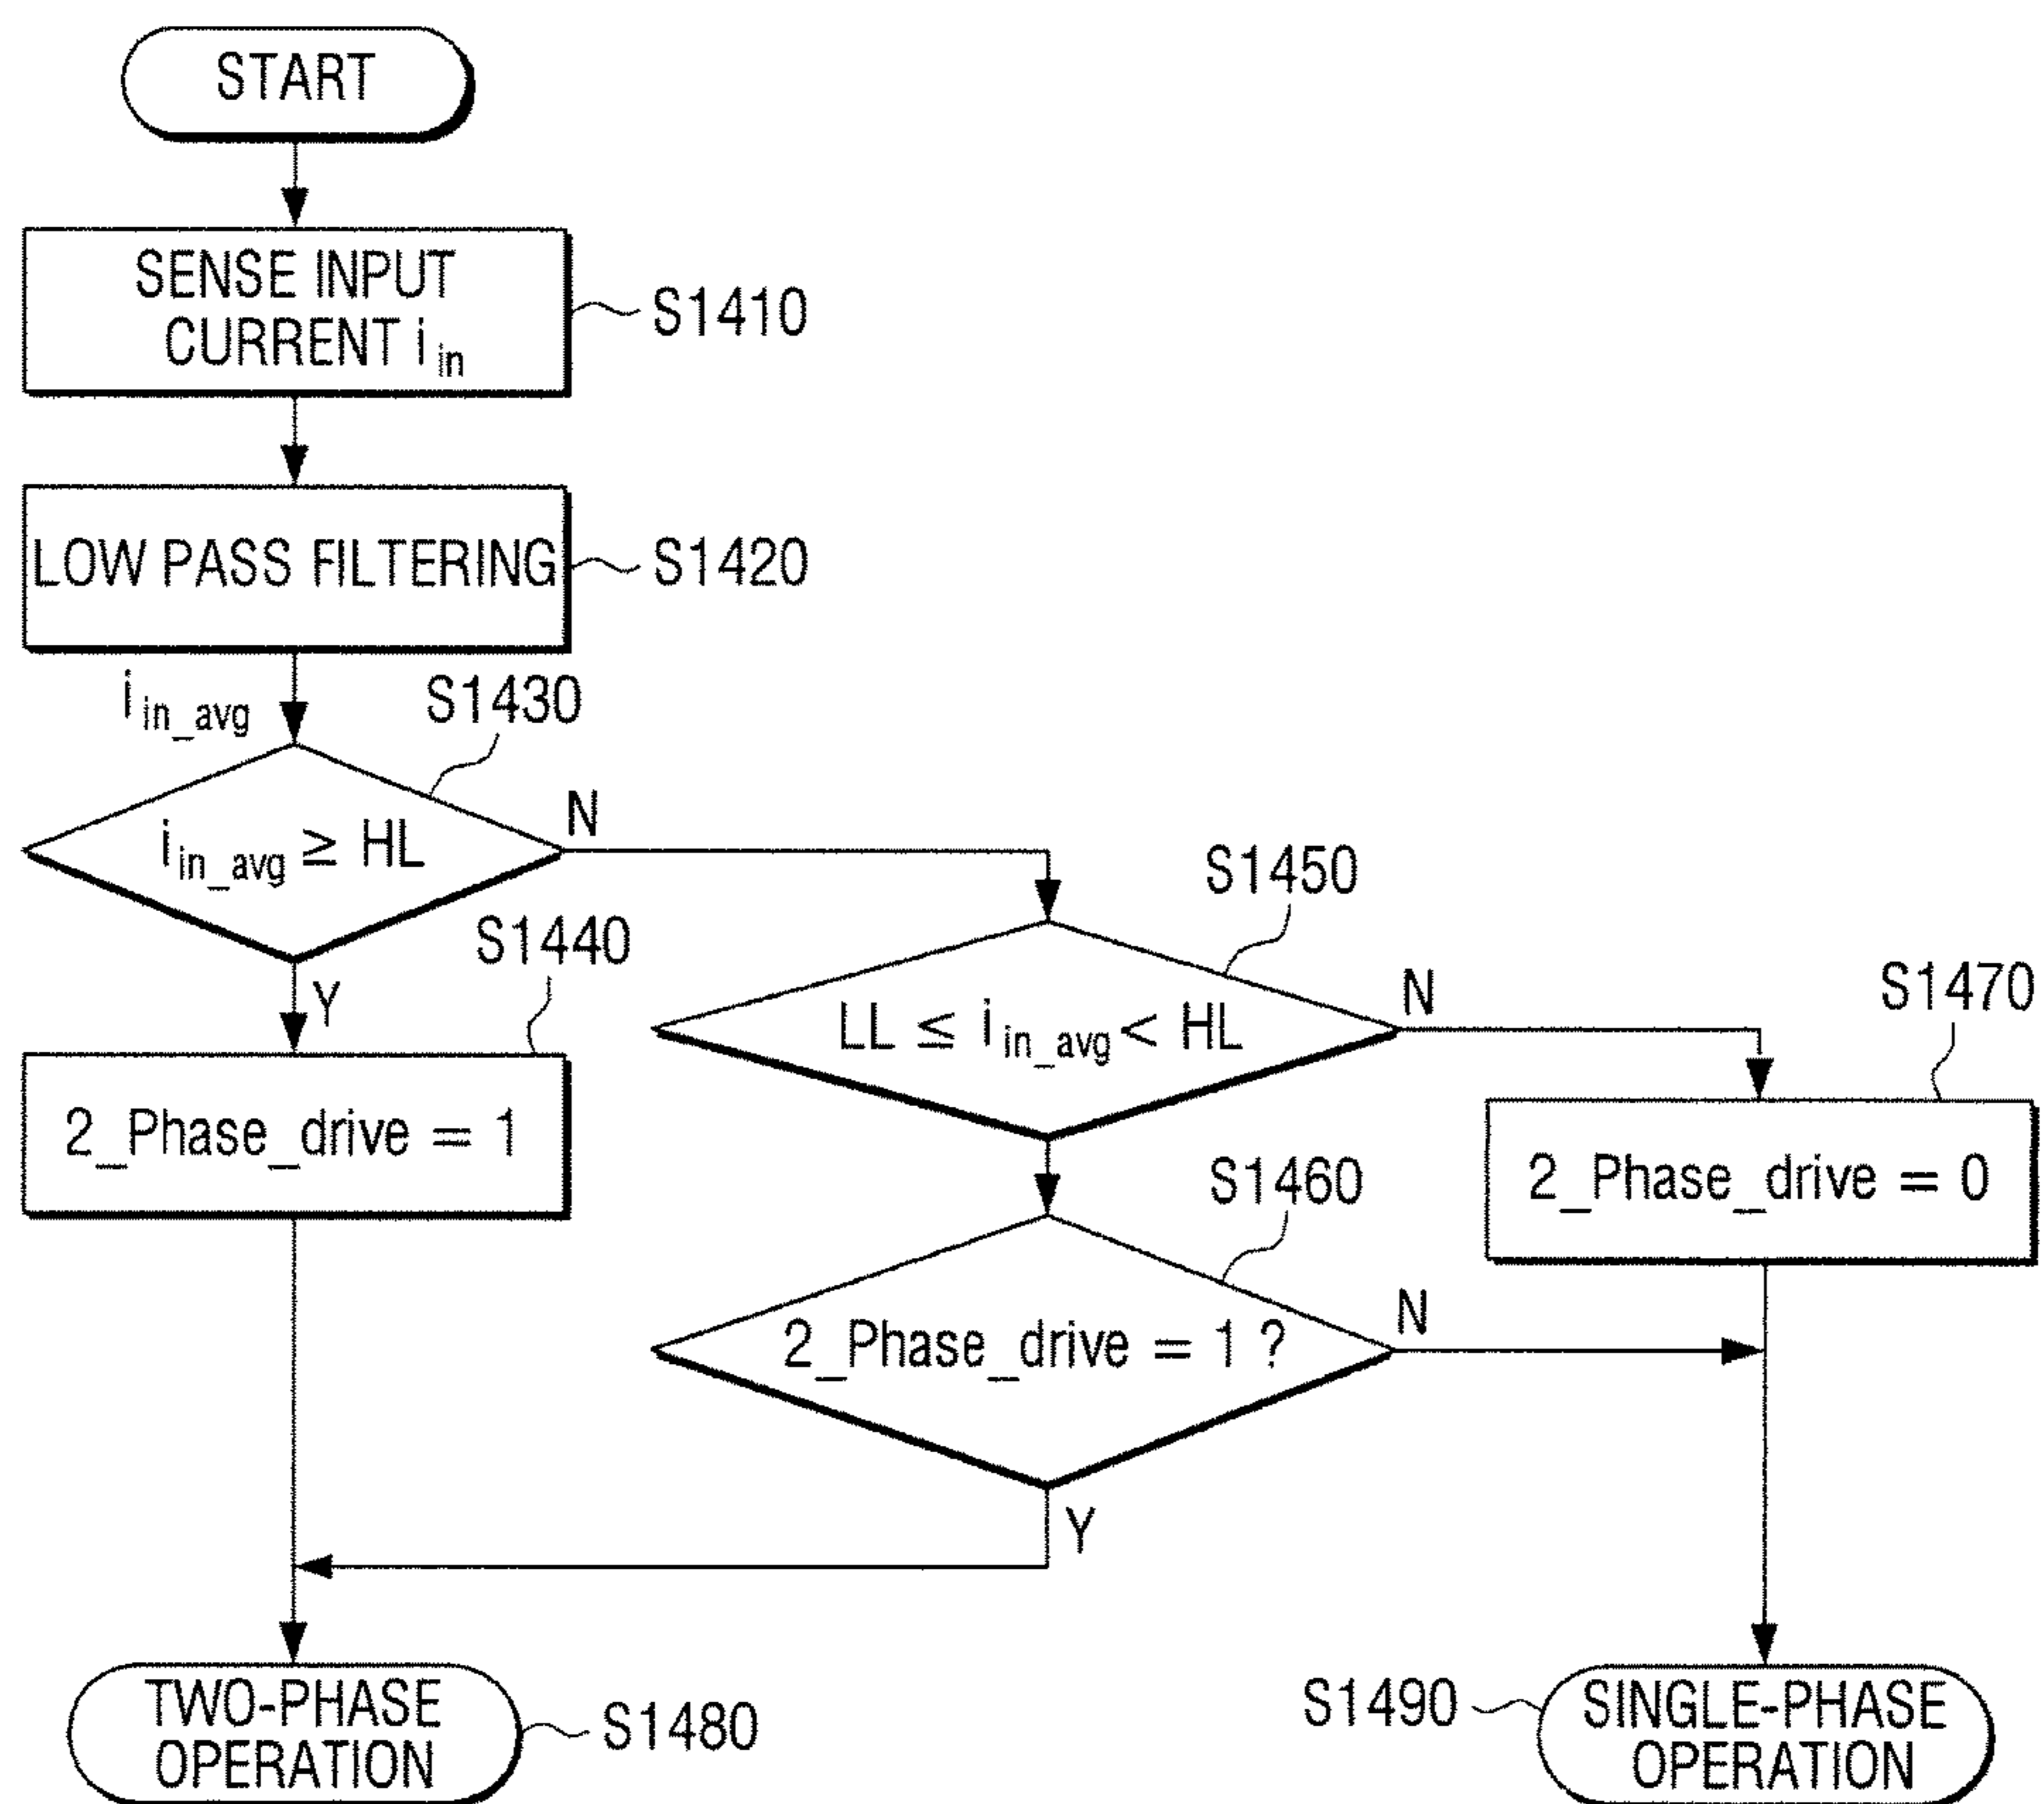 START
SENSE INPUT
CURRENT i in
S1410
LOW PASS FILTERING
S1420
i in_avg
S1430
i in_avg ≥ HL
N
Y
S1440
2_Phase_drive = 1
S1450
LL ≤ i in_avg < HL
N
S1470
2_Phase_drive = 0
S1460
2_Phase_drive = 1 ?
N
Y
TWO-PHASE
OPERATION
S1480
S1490
SINGLE-PHASE
OPERATION